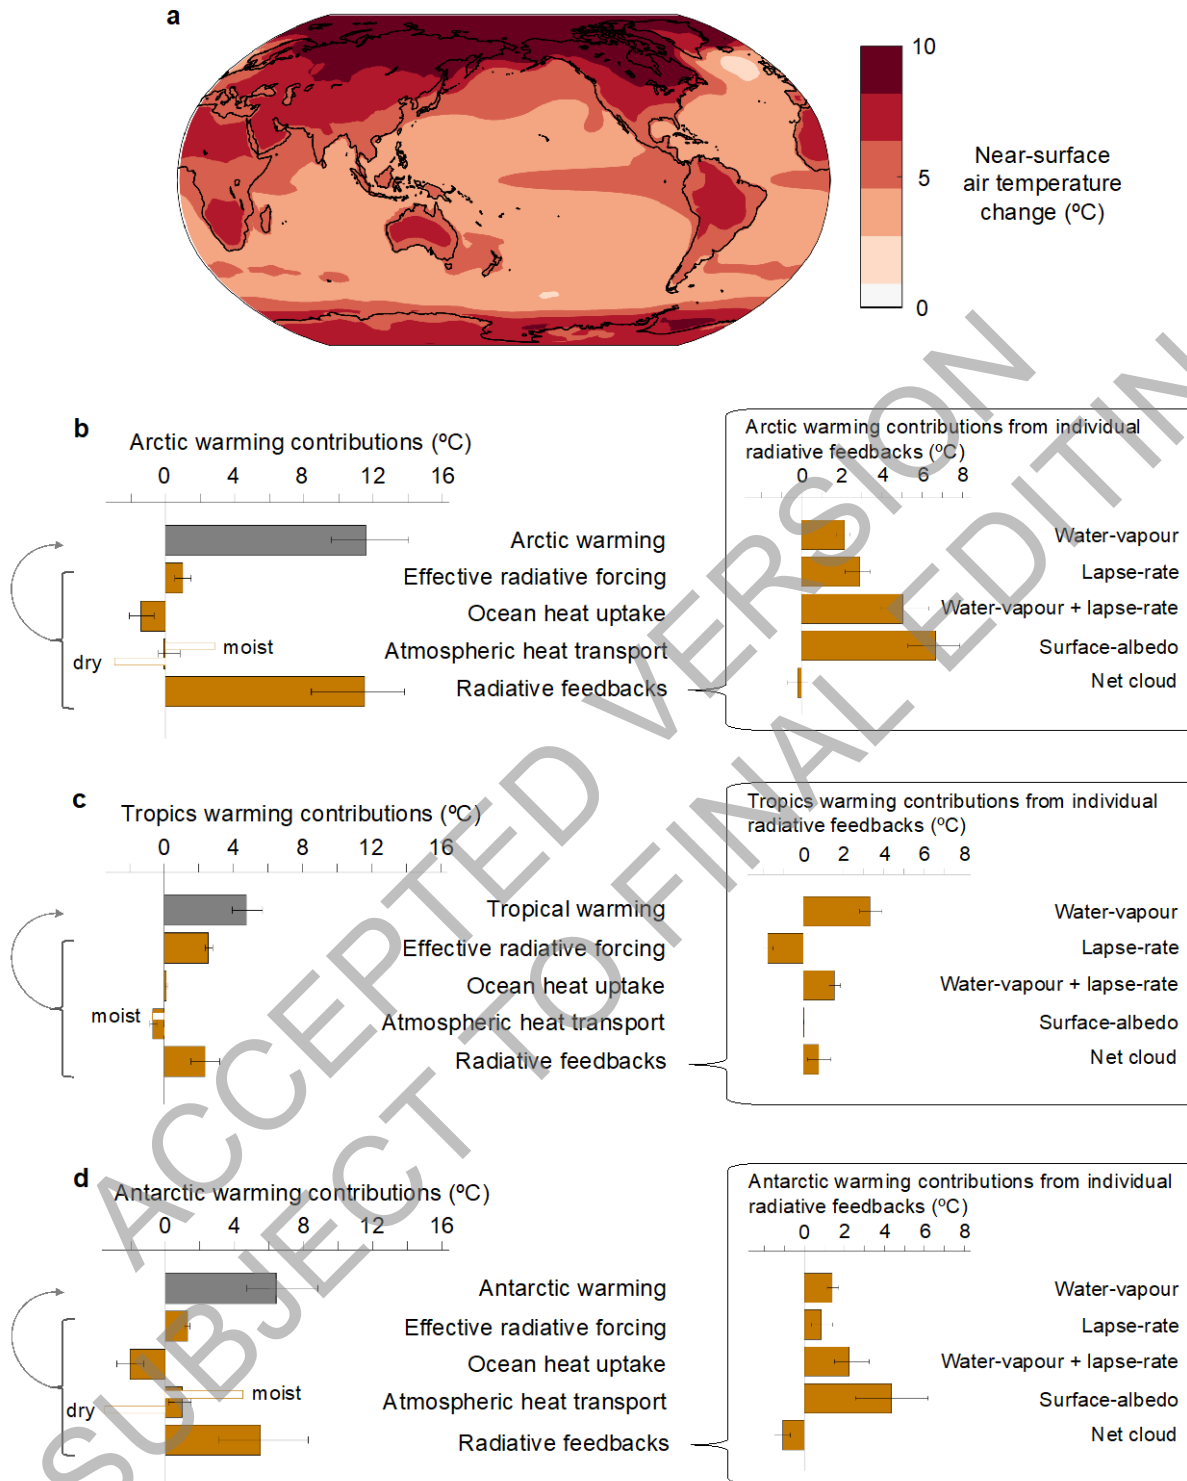 a
10
5
0
Near-surface
air temperature
change (ºC)
b
Arctic warming contributions (ºC)
0 4 8 12 16
Arctic warming
Effective radiative forcing
Ocean heat uptake
moist
Atmospheric heat transport
dry
Radiative feedbacks
Arctic warming contributions from individual
radiative feedbacks (ºC)
0 2 4 6 8
Water-vapour
Lapse-rate
Water-vapour + lapse-rate
Surface-albedo
Net cloud
c
Tropics warming contributions (ºC)
0 4 8 12 16
Tropical warming
Effective radiative forcing
Ocean heat uptake
moist
Atmospheric heat transport
Radiative feedbacks
Tropics warming contributions from individual
radiative feedbacks (ºC)
0 2 4 6 8
Water-vapour
Lapse-rate
Water-vapour + lapse-rate
Surface-albedo
Net cloud
d
Antarctic warming contributions (ºC)
0 4 8 12 16
Antarctic warming
Effective radiative forcing
Ocean heat uptake
moist
Atmospheric heat transport
dry
Radiative feedbacks
Antarctic warming contributions from individual
radiative feedbacks (ºC)
0 2 4 6 8
Water-vapour
Lapse-rate
Water-vapour + lapse-rate
Surface-albedo
Net cloud
ACCEPTED VERSION
SUBJECT TO FINAL EDITIN